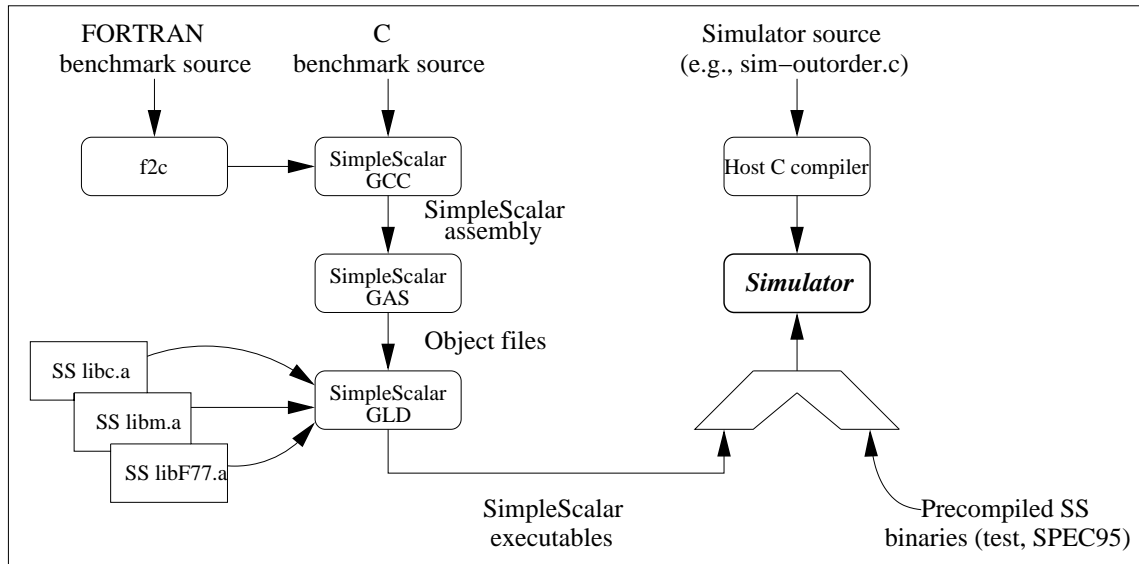 FORTRAN
benchmark source
C
benchmark source
Simulator source
(e.g., sim−outorder.c)
f2c
SimpleScalar
GCC
Host C compiler
SimpleScalar
assembly
SimpleScalar
GAS
Simulator
Object files
SS libc.a
SS libm.a
SS libF77.a
SimpleScalar
GLD
SimpleScalar
executables
Precompiled SS
binaries (test, SPEC95)